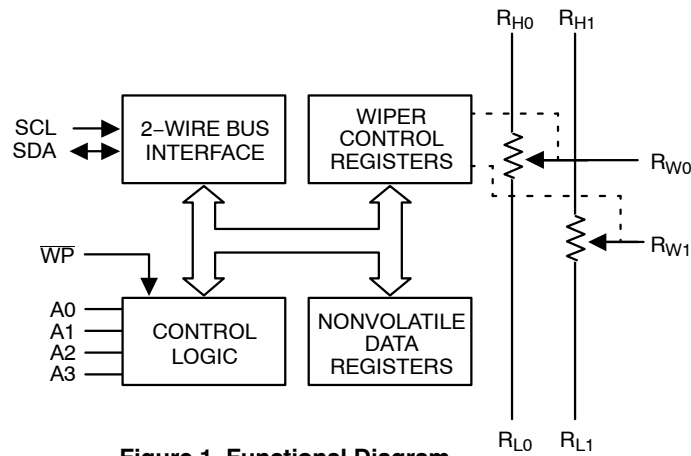 R_H0 R_H1
SCL
SDA
2–WIRE BUS
INTERFACE
WIPER
CONTROL
REGISTERS
R_W0
R_W1
W̅P̅
A0
A1
A2
A3
CONTROL
LOGIC
NONVOLATILE
DATA
REGISTERS
R_L0 R_L1
Figure 1. Functional Diagram